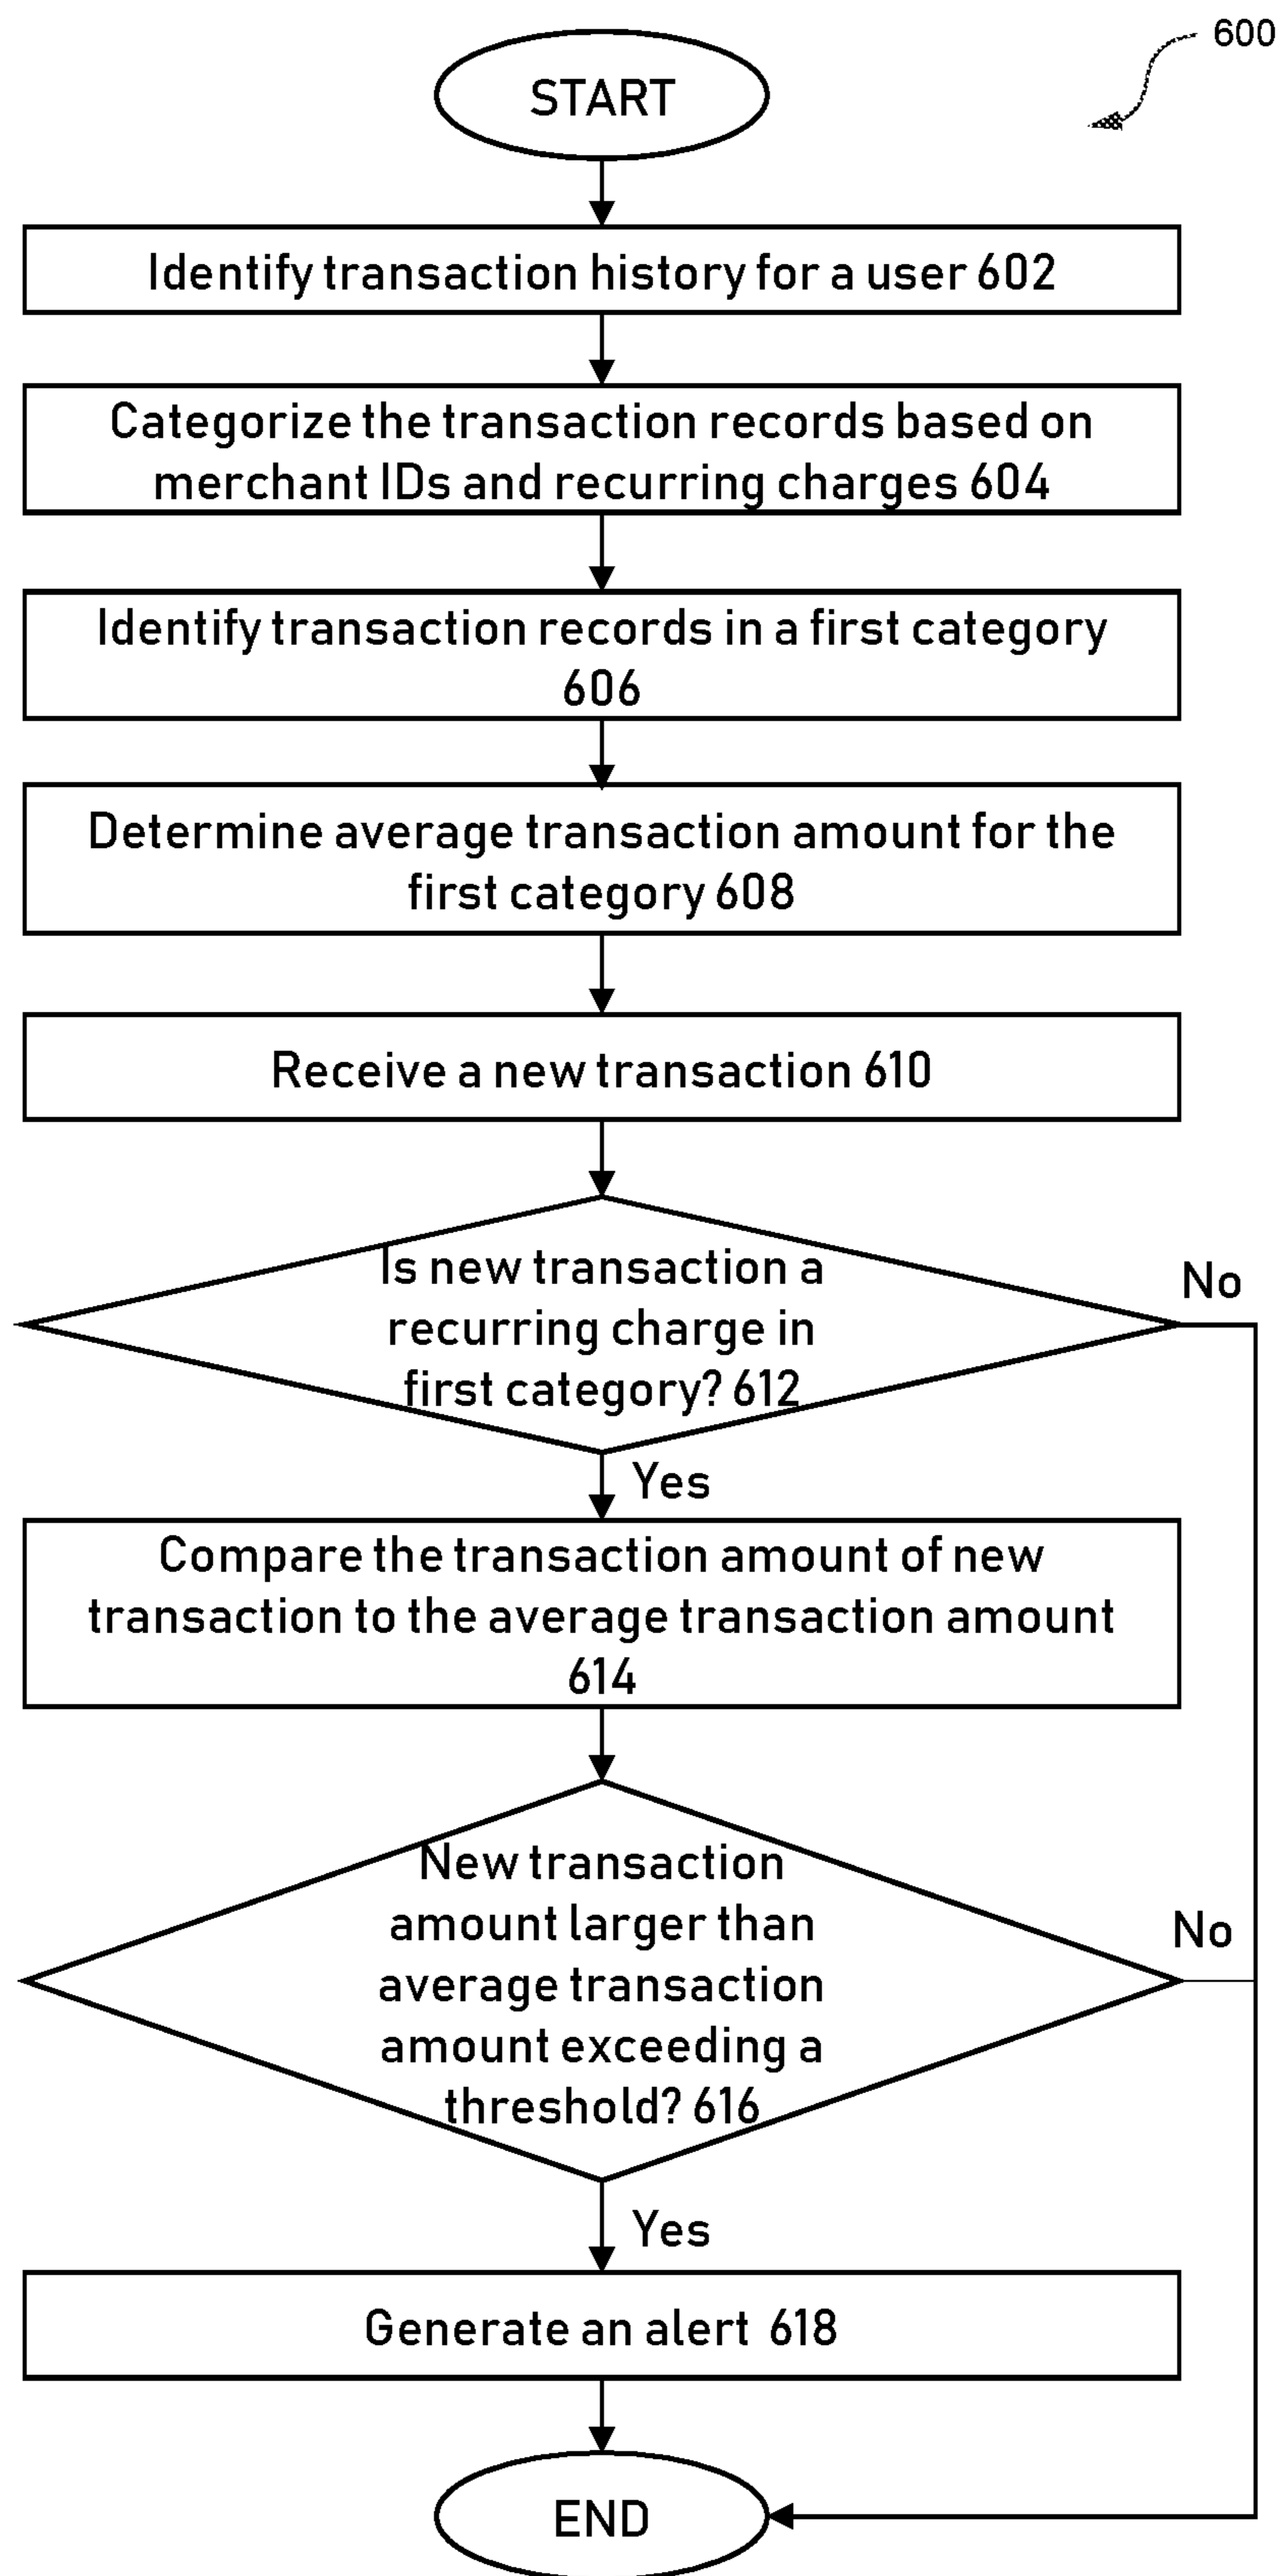 600
START
Identify transaction history for a user 602
Categorize the transaction records based on
merchant IDs and recurring charges 604
Identify transaction records in a first category
606
Determine average transaction amount for the
first category 608
Receive a new transaction 610
Is new transaction a
recurring charge in
first category? 612
No
Yes
Compare the transaction amount of new
transaction to the average transaction amount
614
New transaction
amount larger than
average transaction
amount exceeding a
threshold? 616
No
Yes
Generate an alert 618
END